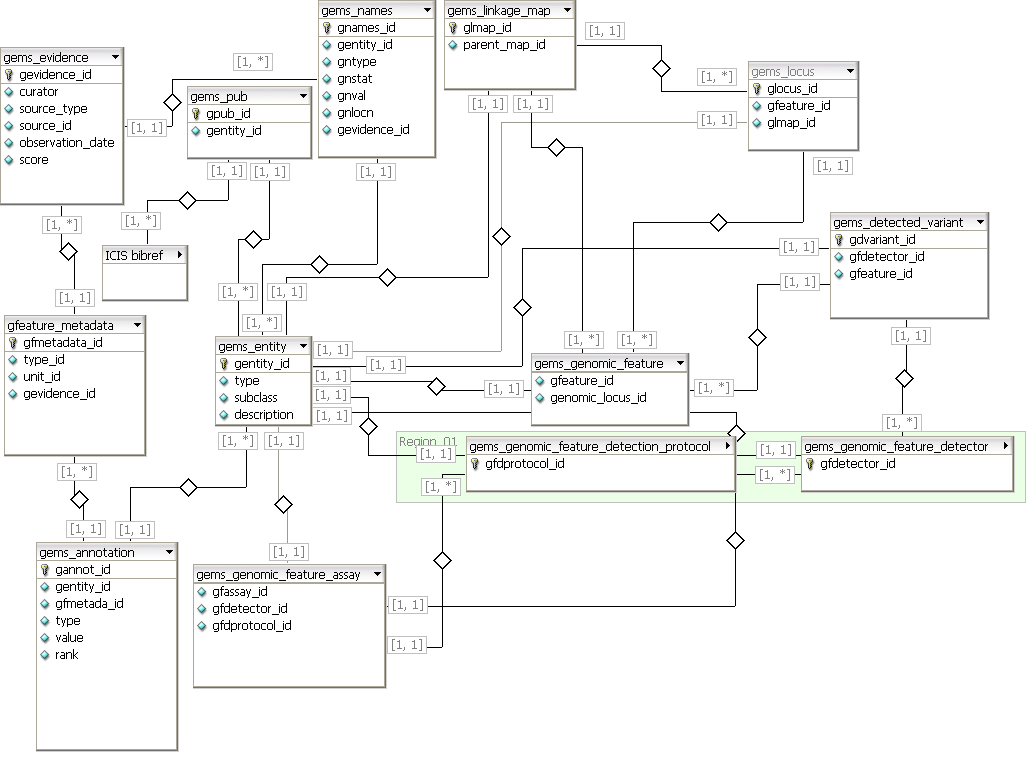 gems_names
gnames_id
gentity_id
gntype
gnstat
gnval
gnlocn
gevidence_id
gems_linkage_map
glmap_id
parent_map_id
[1, 1]
gems_evidence
gevidence_id
curator
source_type
source_id
observation_date
score
[1, *]
[1, 1]
gems_pub
gpub_id
gentity_id
[1, *]
gems_locus
glocus_id
gfeature_id
glmap_id
[1, 1]
[1, 1]
[1, 1]
[1, 1]
[1, 1]
[1, 1]
[1, 1]
[1, 1]
[1, *]
[1, *]
ICIS bibref
gems_detected_variant
gdvariant_id
gfdetector_id
gfeature_id
[1, 1]
[1, 1]
[1, 1]
[1, *]
[1, 1]
[1, *]
[1, 1]
gfeature_metadata
gfmetadata_id
type_id
unit_id
gevidence_id
gems_entity
gentity_id
type
subclass
description
[1, 1]
[1, 1]
[1, 1]
[1, 1]
[1, 1]
[1, *]
[1, *]
gems_genomic_feature
gfeature_id
genomic_locus_id
[1, 1]
[1, *]
[1, *]
Region_01
[1, 1]
[1, *]
gems_genomic_feature_detection_protocol
gfdprotocol_id
[1, 1]
[1, *]
gems_genomic_feature_detector
gfdetector_id
[1, *]
[1, 1]
[1, *]
[1, 1]
[1, 1]
[1, 1]
gems_annotation
gannot_id
gentity_id
gfmetada_id
type
value
rank
gems_genomic_feature_assay
gfassay_id
gfdetector_id
gfdprotocol_id
[1, 1]
[1, 1]